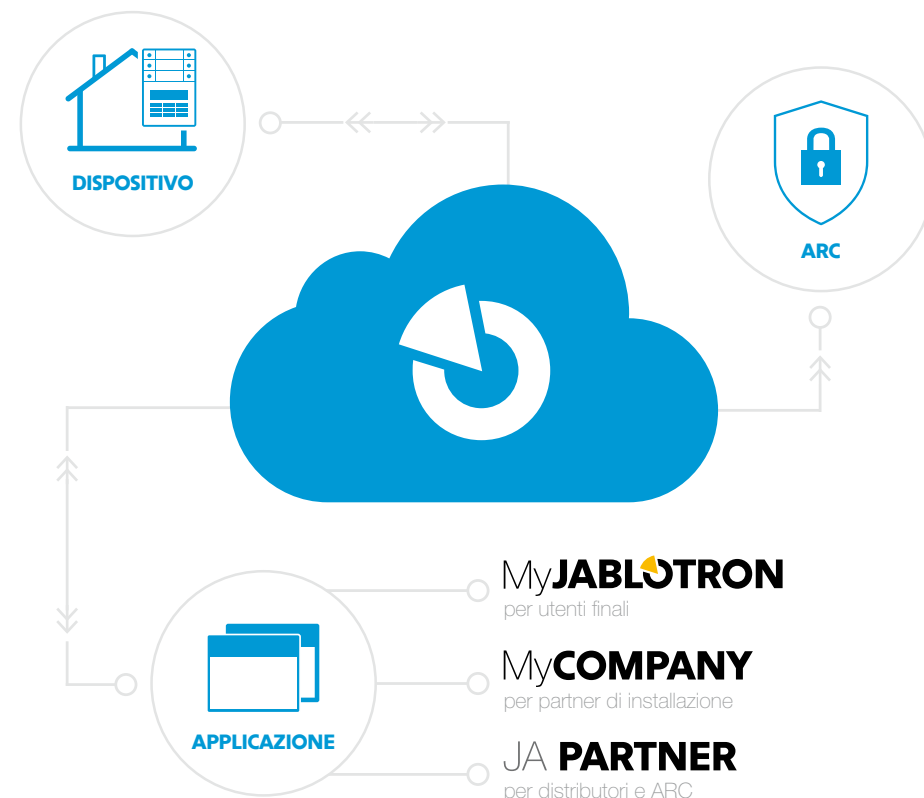 DISPOSITIVO
ARC
MyJABLOTRON
per utenti finali
MyCOMPANY
per partner di installazione
APPLICAZIONE
JA PARTNER
per distributori e ARC